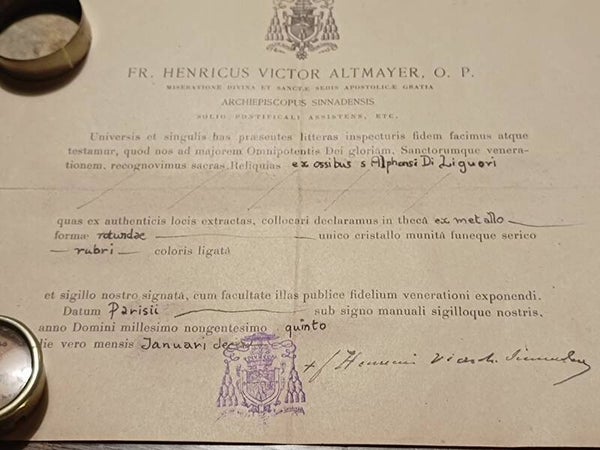 FR. HENRICUS VICTOR ALTMAYER, O. P.
MISERATIONE DIVINA ET SANCTÆ SEDIS APOSTOLICÆ GRATIA
ARCHIEPISCOPUS SINNADENSIS
SOLIO PONTIFICALI ASSISTENS, ETC.
Universis et singulis has præsentes litteras inspecturis fidem facimus atque
testamur, quod nos ad majorem Omnipotentis Dei gloriam, Sanctorumque venera-
tionem, recognovimus sacras Reliquias ex ossibus s Alphonsi Di Liguori
quas ex authenticis locis extractas, collocari declaramus in thecâ ex metallo
formæ rotundae unico cristallo munitâ funeque serico
rubri coloris ligatâ
et sigillo nostro signatâ, cum facultate illas publice fidelium venerationi exponendi.
Datum Parisii sub signo manuali sigilloque nostris,
anno Domini millesimo nongentesimo quinto
die vero mensis Januari
+ f Henricus Victor